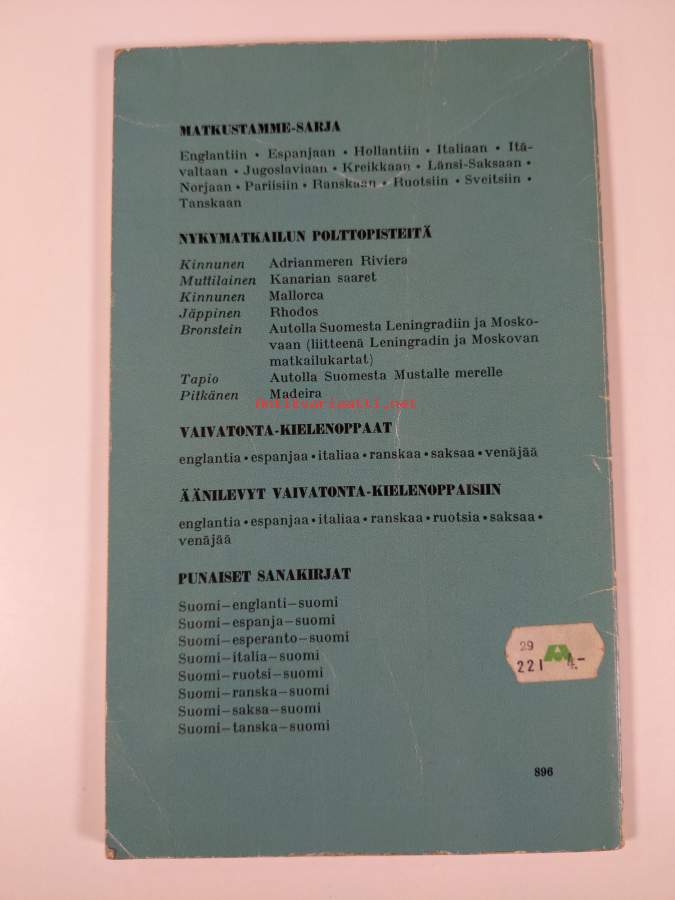 MATKUSTAMME-SARJA
Englantiin • Espanjaan • Hollantiin • Italiaan • Itä-
valtaan • Jugoslaviaan • Kreikkaan • Länsi-Saksaan •
Norjaan • Pariisiin • Ranskaan • Ruotsiin • Sveitsiin •
Tanskaan
NYKYMATKAILUN POLTTOPISTEITÄ
Kinnunen Adrianmeren Riviera
Muttilainen Kanarian saaret
Kinnunen Mallorca
Jäppinen Rhodos
Bronstein Autolla Suomesta Leningradiin ja Mosko-
vaan (liitteenä Leningradin ja Moskovan
matkailukartat)
Tapio Autolla Suomesta Mustalle merelle
Pitkänen Madeira
Antikvariaatti.net
VAIVATONTA-KIELENOPPAAT
englantia • espanjaa • italiaa • ranskaa • saksaa • venäjää
ÄÄNILEVYT VAIVATONTA-KIELENOPPAISIIN
englantia • espanjaa • italiaa • ranskaa • ruotsia • saksaa •
venäjää
PUNAISET SANAKIRJAT
Suomi–englanti–suomi
Suomi–espanja–suomi
Suomi–esperanto–suomi
Suomi–italia–suomi
Suomi–ruotsi–suomi
Suomi–ranska–suomi
Suomi–saksa–suomi
Suomi–tanska–suomi
29
221 4.-
896